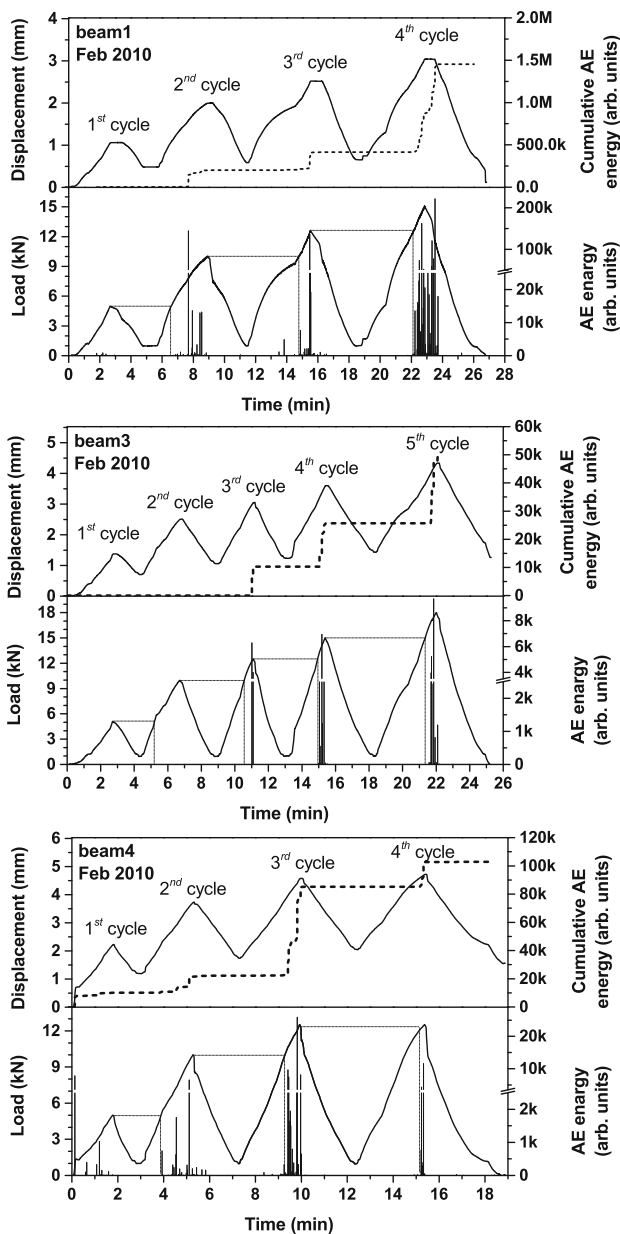 beam1
Feb 2010
1st cycle
2nd cycle
3rd cycle
4th cycle
Displacement (mm)
4
3
2
1
0
Cumulative AE
energy (arb. units)
2.0M
1.5M
1.0M
500.0k
0.0
Load (kN)
15
12
9
6
3
0
AE enargy
(arb. units)
200k
100k
20k
10k
0
0 2 4 6 8 10 12 14 16 18 20 22 24 26 28
Time (min)
beam3
Feb 2010
1st cycle
2nd cycle
3rd cycle
4th cycle
5th cycle
Displacement (mm)
5
4
3
2
1
0
Cumulative AE
energy (arb. units)
60k
50k
40k
30k
20k
10k
0
Load (kN)
18
15
12
9
6
3
0
AE enargy
(arb. units)
8k
6k
4k
2k
1k
0
0 2 4 6 8 10 12 14 16 18 20 22 24 26
Time (min)
beam4
Feb 2010
1st cycle
2nd cycle
3rd cycle
4th cycle
Displacement (mm)
6
5
4
3
2
1
0
Cumulative AE
energy (arb. units)
120k
100k
80k
60k
40k
20k
0
Load (kN)
12
9
6
3
0
AE enargy
(arb. units)
20k
10k
2k
1k
0
0 2 4 6 8 10 12 14 16 18
Time (min)